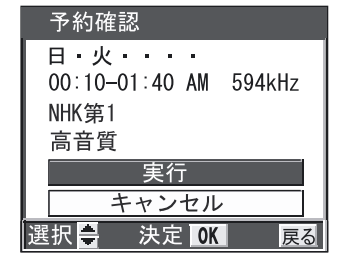 予約確認
日・火・・・・
00:10-01:40 AM 594kHz
NHK第1
高音質
実行
キャンセル
選択 決定 OK 戻る